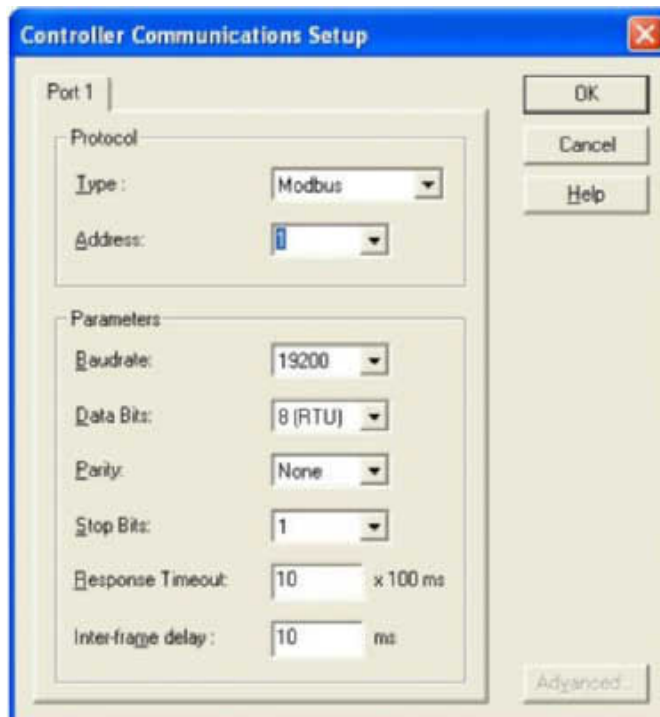 Controller Communications Setup
Port 1
OK
Cancel
Help
Protocol
Type : Modbus
Address: 1
Parameters
Baudrate: 19200
Data Bits: 8 (RTU)
Parity: None
Stop Bits: 1
Response Timeout: 10 x 100 ms
Inter-frame delay : 10 ms
Advanced...